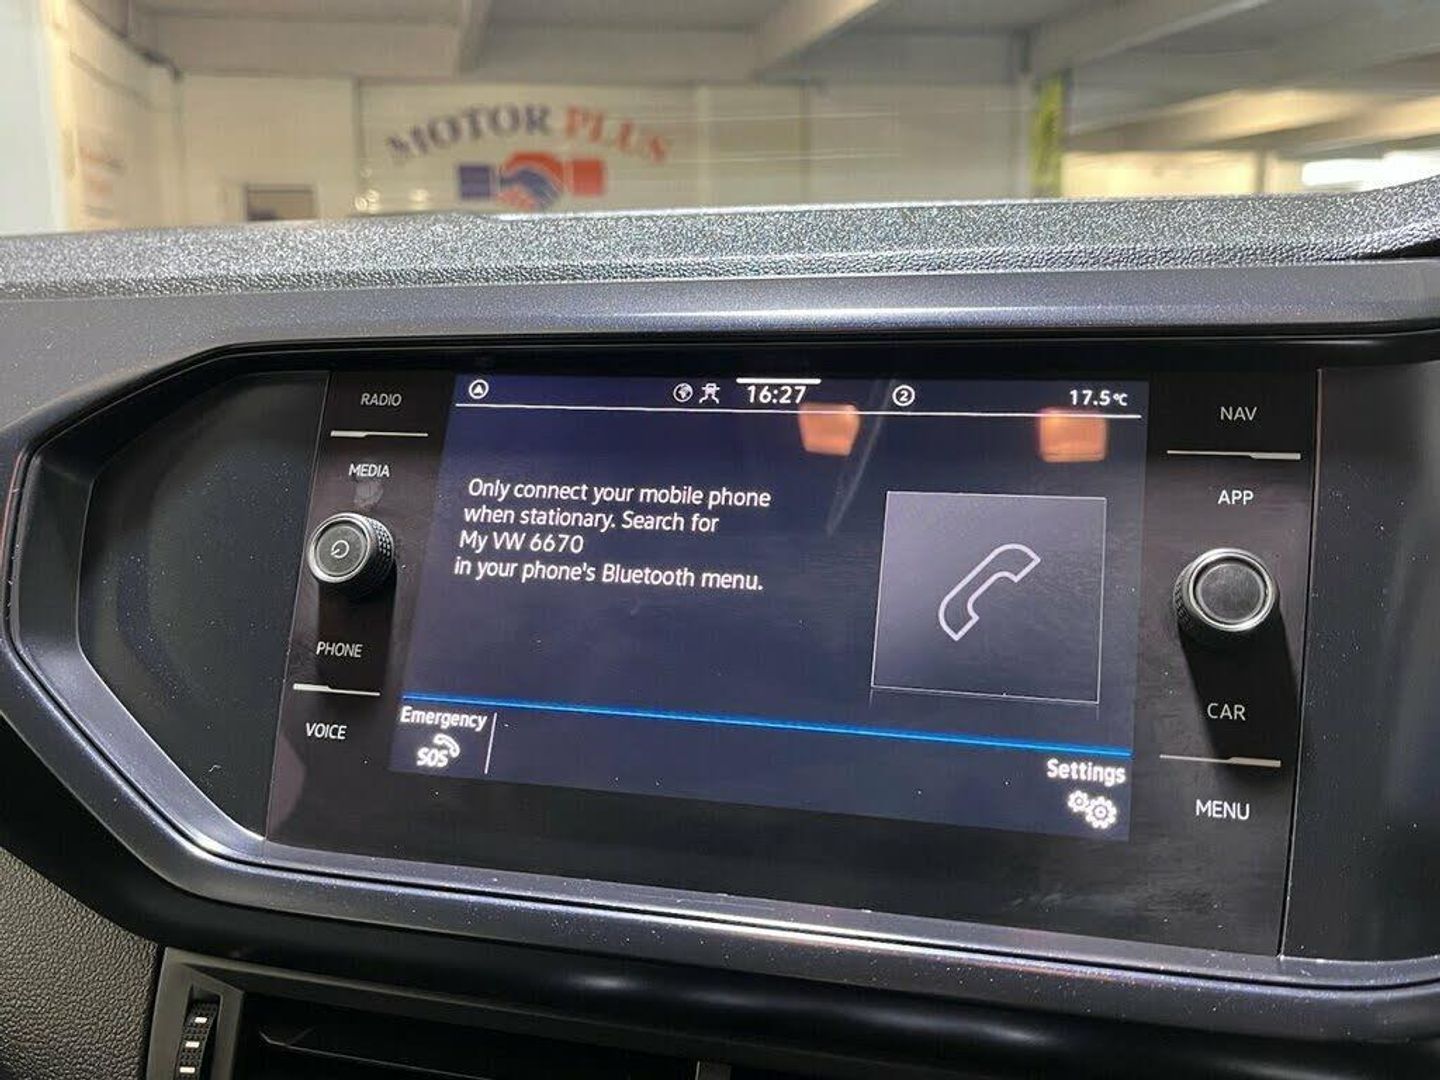 MOTOR PLUS
RADIO
MEDIA
PHONE
VOICE
16:27
2
17.5°C
Only connect your mobile phone
when stationary. Search for
My VW 6670
in your phone's Bluetooth menu.
Emergency
SOS
Settings
NAV
APP
CAR
MENU